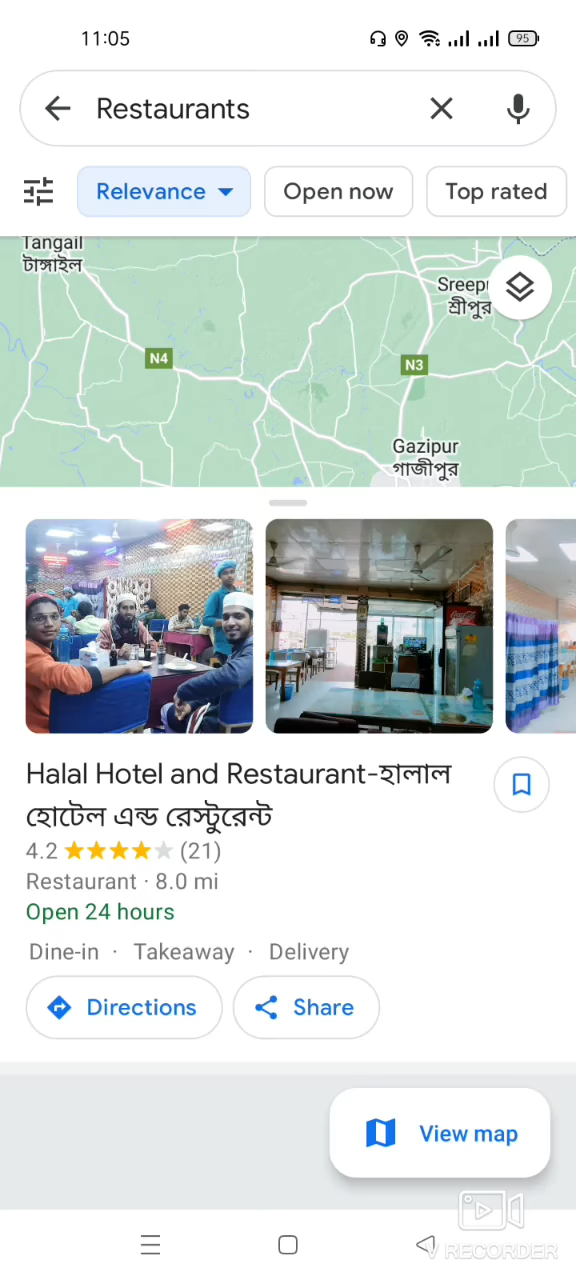 11:05
95
Restaurants
Relevance
Open now
Top rated
Tangail
টাঙ্গাইল
Sreep
শ্রীপুর
N4
N3
Gazipur
গাজীপুর
Halal Hotel and Restaurant-হালাল
হোটেল এন্ড রেস্টুরেন্ট
4.2 (21)
Restaurant · 8.0 mi
Open 24 hours
Dine-in · Takeaway · Delivery
Directions
Share
View map
V RECORDER